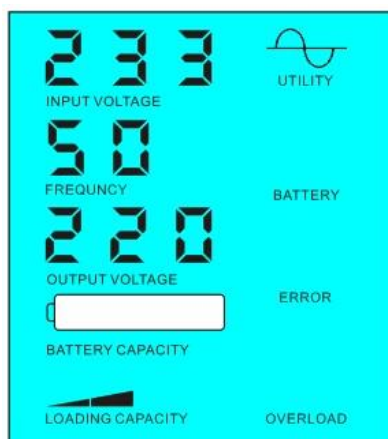 233
UTILITY
INPUT VOLTAGE
50
FREQUNCY
BATTERY
220
OUTPUT VOLTAGE
ERROR
BATTERY CAPACITY
LOADING CAPACITY
OVERLOAD